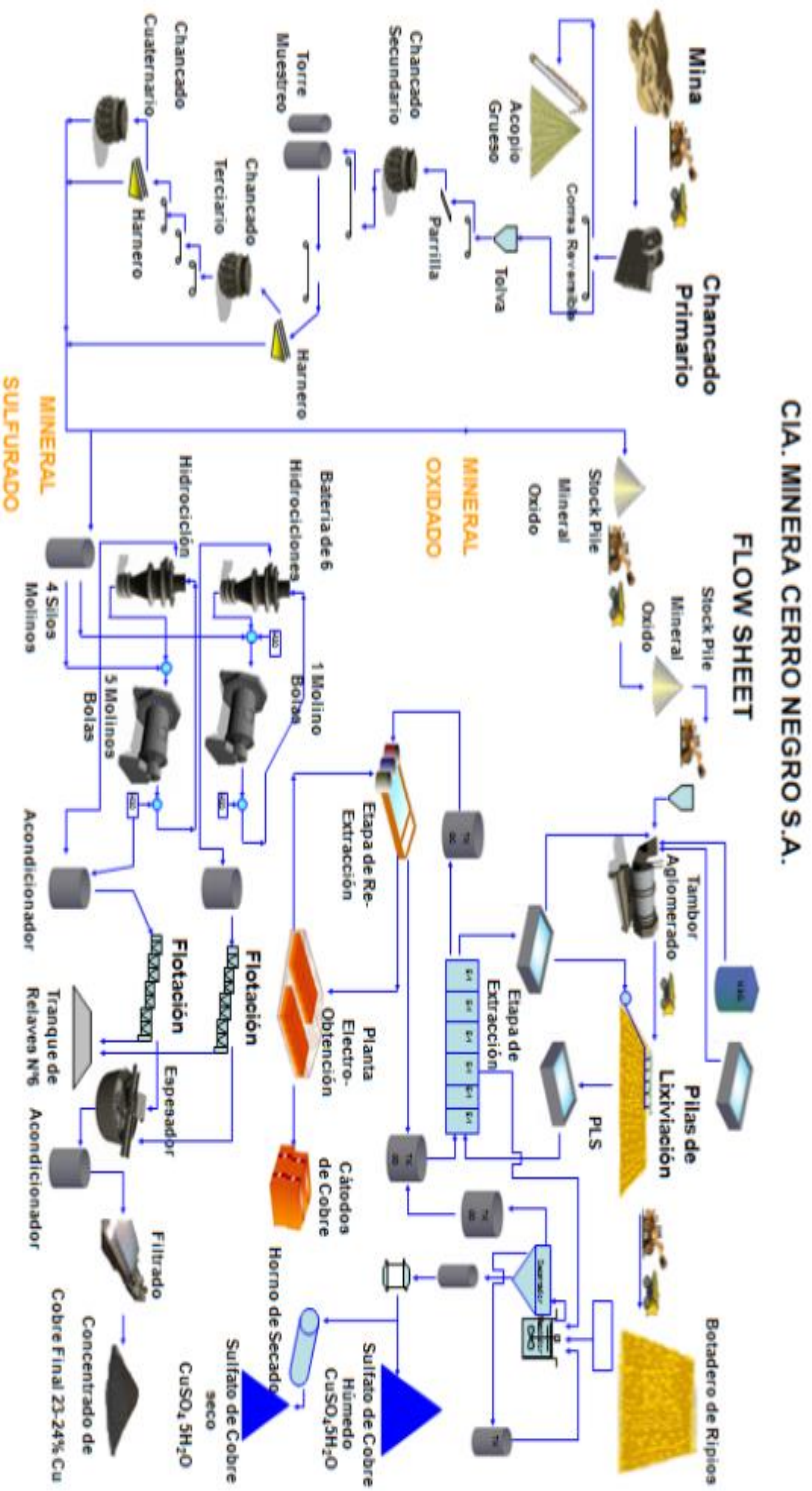 CIA. MINERA CERRO NEGRO S.A.
FLOW SHEET
Mina
Chancado
Primario
Acopio
Grueso
Correa Reversible
Tolva
Parrilla
Chancado
Secundario
Torre
Muestreo
Harnero
Chancado
Terciario
Harnero
Chancado
Cuaternario
MINERAL
OXIDADO
MINERAL
SULFURADO
Stock Pile
Mineral
Oxido
Stock Pile
Mineral
Oxido
Tambor
Aglomerado
Pilas de
Lixiviación
Botadero de Ripios
PLS
Etapa de
Extracción
Etapa de Re-
Extracción
Planta
Electro-
Obtención
Cátodos
de Cobre
Decantador
Sulfato de Cobre
Húmedo
CuSO₄5H₂O
Horno de Secado
Sulfato de Cobre
seco
CuSO₄ 5H₂O
Bateria de 6
Hidrociclones
1 Molino
Bolas
Hidrociclón
5 Molinos
Bolas
4 Silos
Molinos
Acondicionador
Flotación
Flotación
Tranque de
Relaves N°6
Espesador
Acondicionador
Filtrado
Concentrado de
Cobre Final 23-24% Cu